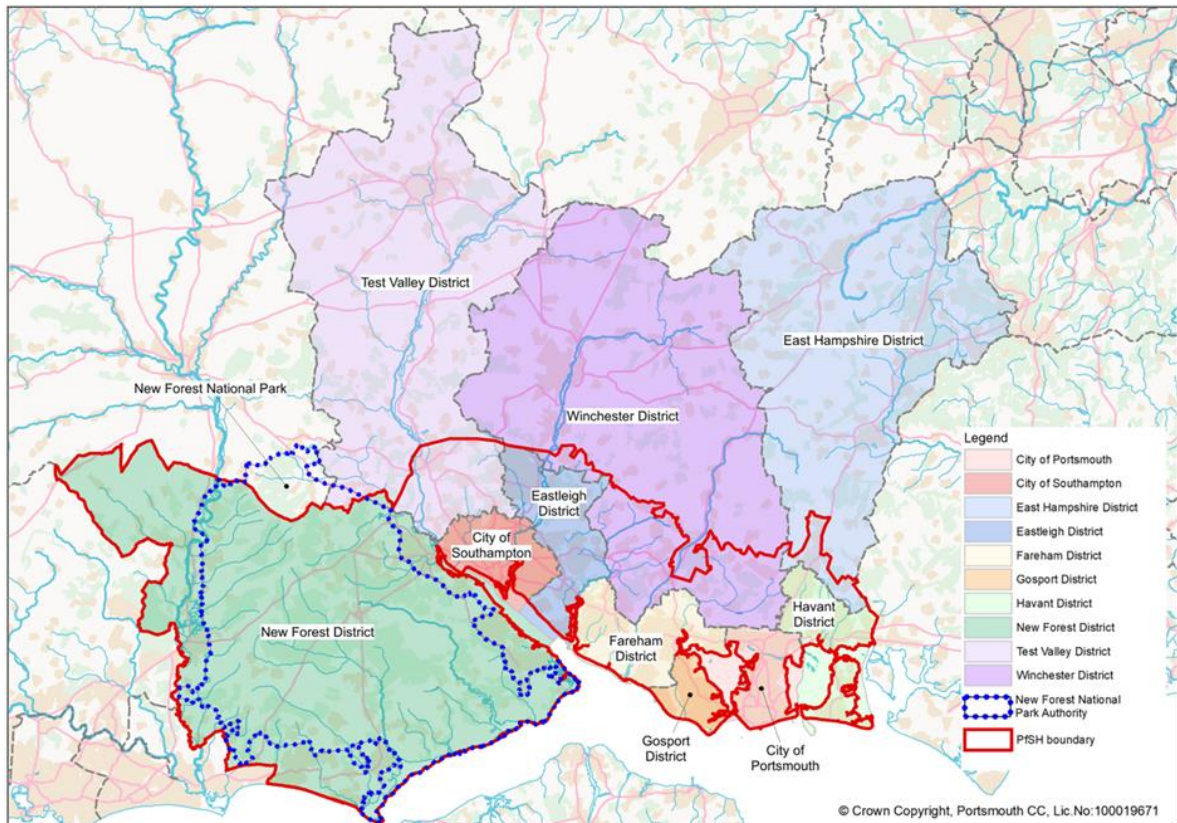 Test Valley District
New Forest National Park
East Hampshire District
Winchester District
Eastleigh
District
City of
Southampton
Havant
District
New Forest District
Fareham
District
Gosport
District
City of
Portsmouth
Legend
City of Portsmouth
City of Southampton
East Hampshire District
Eastleigh District
Fareham District
Gosport District
Havant District
New Forest District
Test Valley District
Winchester District
New Forest National
Park Authority
PfSH boundary
© Crown Copyright, Portsmouth CC, Lic.No:100019671